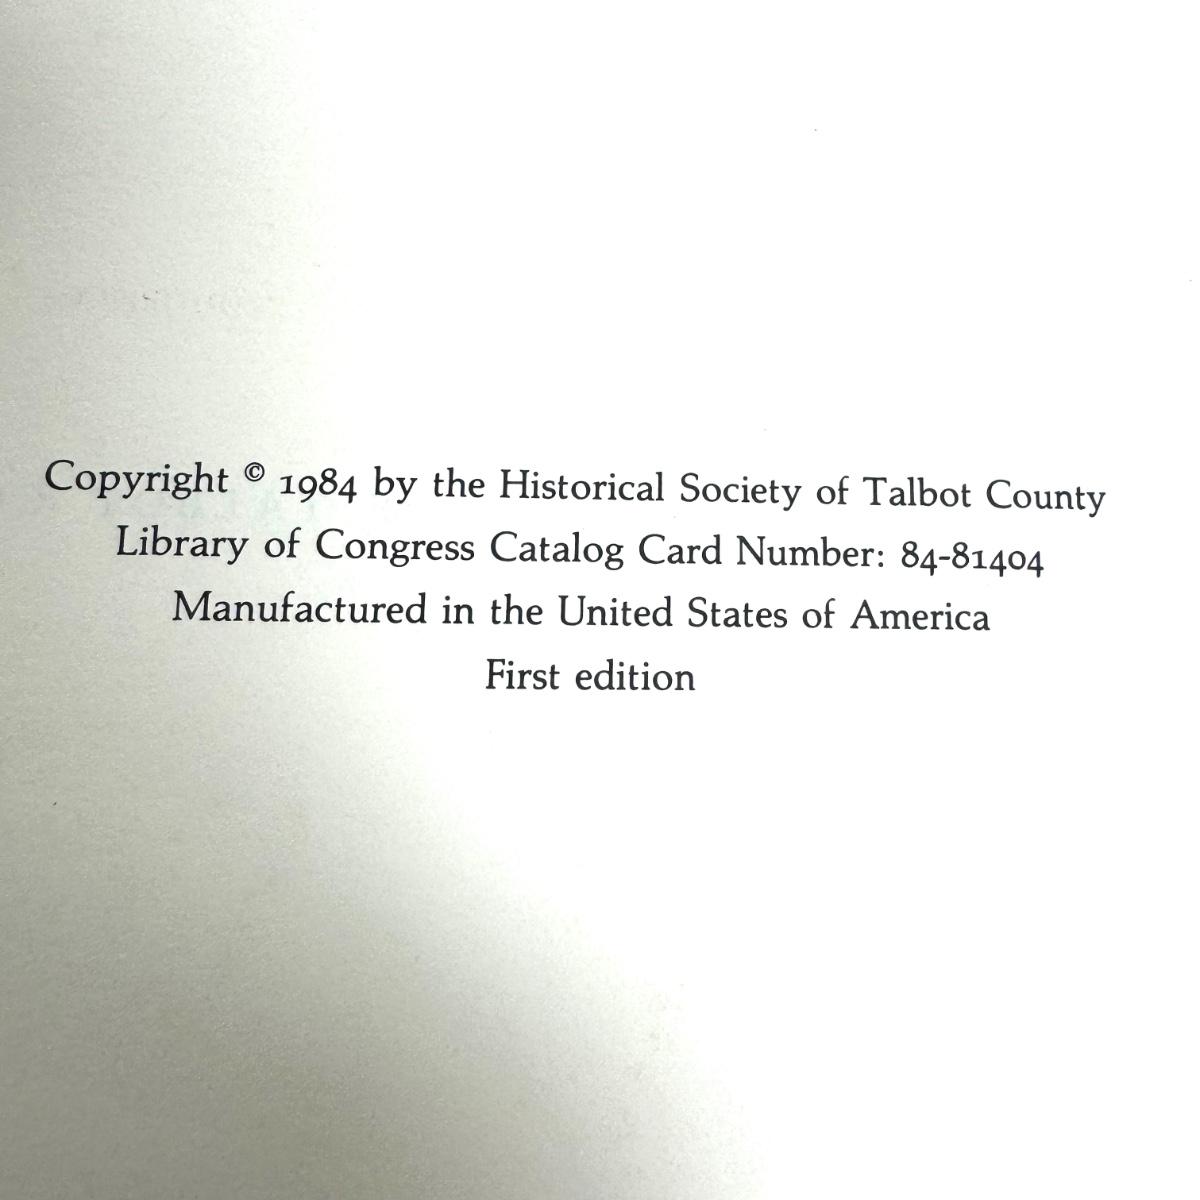 Copyright © 1984 by the Historical Society of Talbot County
Library of Congress Catalog Card Number: 84-81404
Manufactured in the United States of America
First edition